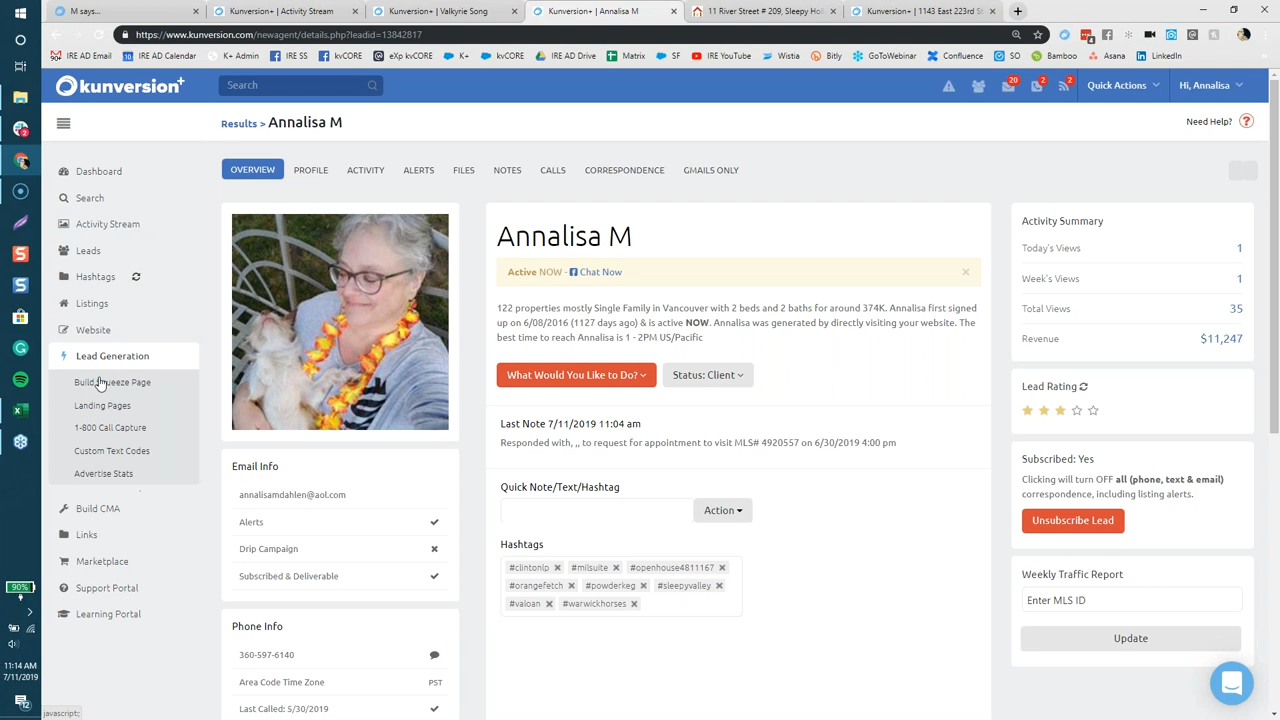 M says...
Kunversion+ | Activity Stream
Kunversion+ | Valkyrie Song
Kunversion+ | Annalisa M
11 River Street # 209, Sleepy Holl
Kunversion+ | 1143 East 223rd St
https://www.kunversion.com/newagent/details.php?leadid=13842817
IRE AD Email
IRE AD Calendar
K+ Admin
IRE SS
kvCORE
eXp kvCORE
K+
kvCORE
IRE AD Drive
Matrix
SF
IRE YouTube
Wistia
Bitly
GoToWebinar
Confluence
SO
Bamboo
Asana
LinkedIn
kunversion+
Search
20
2
2
Quick Actions
Hi, Annalisa
Results > Annalisa M
Need Help?
Dashboard
Search
Activity Stream
Leads
Hashtags
Listings
Website
Lead Generation
Build Squeeze Page
Landing Pages
1-800 Call Capture
Custom Text Codes
Advertise Stats
Build CMA
Links
Marketplace
Support Portal
Learning Portal
OVERVIEW
PROFILE
ACTIVITY
ALERTS
FILES
NOTES
CALLS
CORRESPONDENCE
GMAILS ONLY
Email Info
annalisamdahlen@aol.com
Alerts
Drip Campaign
Subscribed & Deliverable
Phone Info
360-597-6140
Area Code Time Zone PST
Last Called: 5/30/2019
Annalisa M
Active NOW - Chat Now
122 properties mostly Single Family in Vancouver with 2 beds and 2 baths for around 374K. Annalisa first signed
up on 6/08/2016 (1127 days ago) & is active NOW. Annalisa was generated by directly visiting your website. The
best time to reach Annalisa is 1 - 2PM US/Pacific
What Would You Like to Do?
Status: Client
Last Note 7/11/2019 11:04 am
Responded with, ,, to request for appointment to visit MLS# 4920557 on 6/30/2019 4:00 pm
Quick Note/Text/Hashtag
Action
Hashtags
#clintonlp #milsuite #openhouse4811167
#orangefetch #powderkeg #sleepyvalley
#valoan #warwickhorses
Activity Summary
Today's Views 1
Week's Views 1
Total Views 35
Revenue $11,247
Lead Rating
Subscribed: Yes
Clicking will turn OFF all (phone, text & email)
correspondence, including listing alerts.
Unsubscribe Lead
Weekly Traffic Report
Enter MLS ID
Update
90%
11:14 AM
7/11/2019
javascript:;